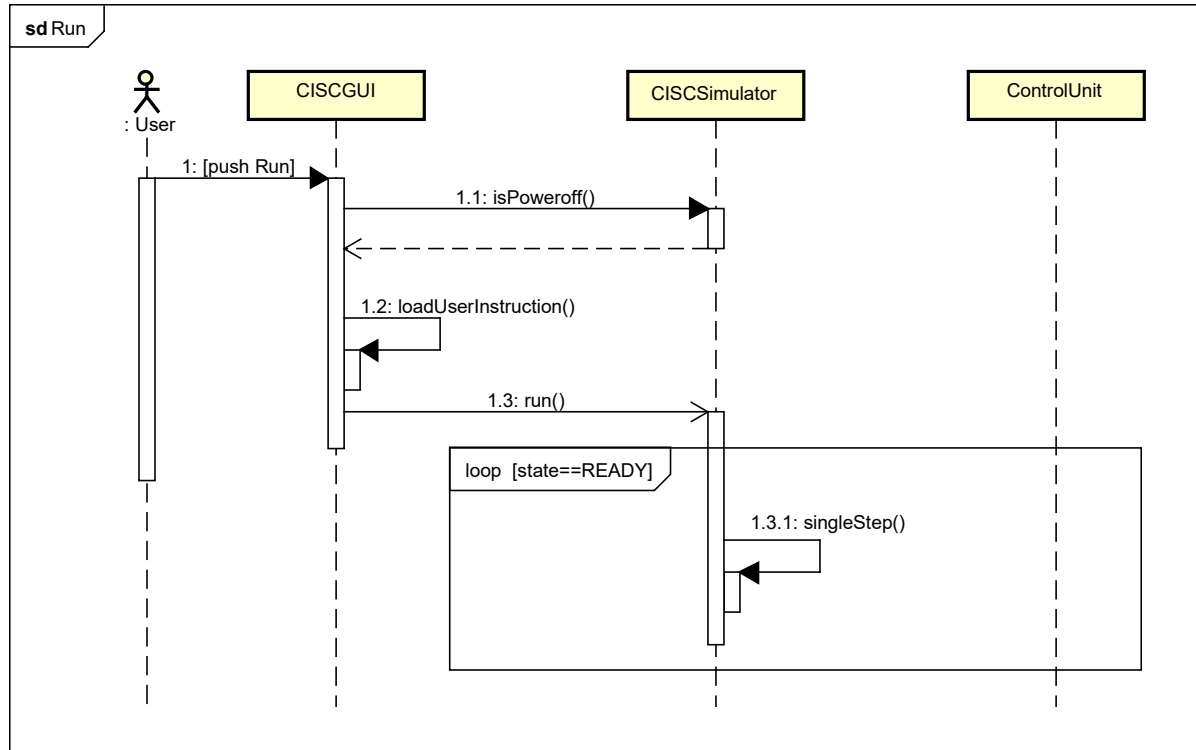 sd Run
CISCGUI
CISCSimulator
ControlUnit
: User
1: [push Run]
1.1: isPoweroff()
1.2: loadUserInstruction()
1.3: run()
loop [state==READY]
1.3.1: singleStep()